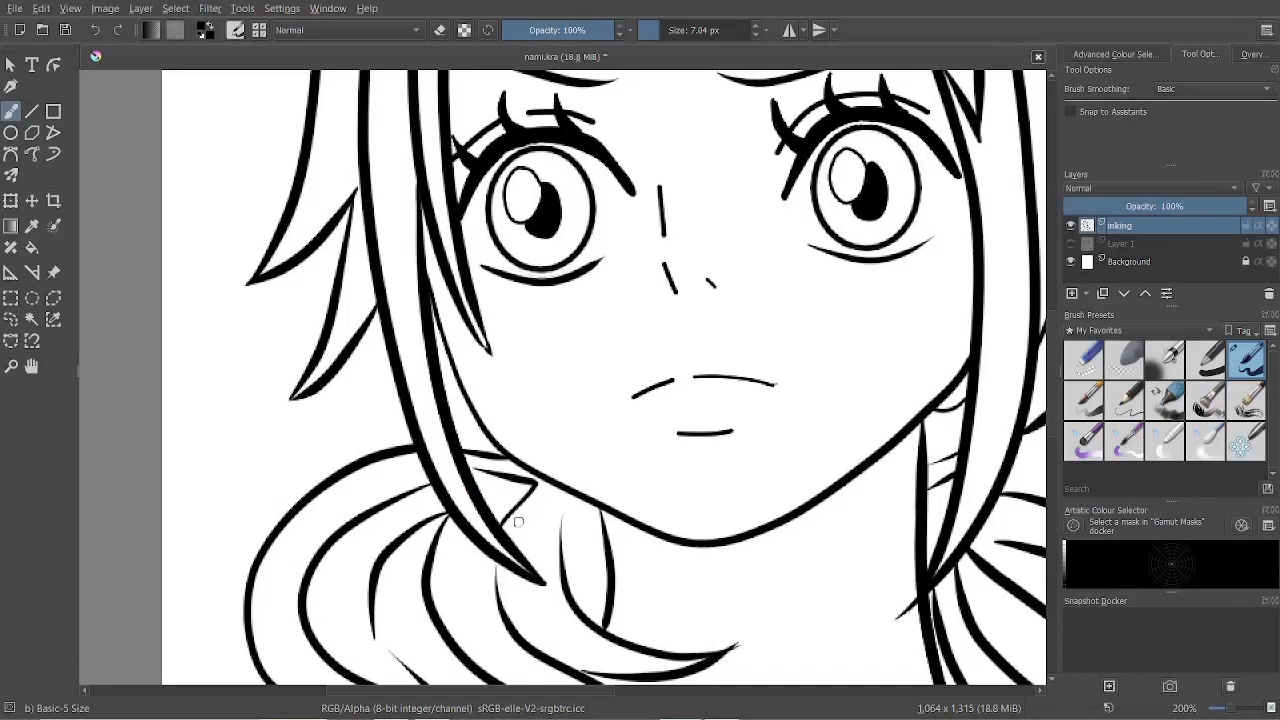 File Edit View Image Layer Select Filter Tools Settings Window Help
Normal Opacity: 100% Size: 7.04 px
nami.kra (18.8 MiB) *
Advanced Colour Sele... Tool Opt... Overv...
Tool Options
Brush Smoothing: Basic
Snap to Assistants
Layers
Normal
Opacity: 100%
inking
Layer 1
Background
Brush Presets
My Favorites Tag
Search
Artistic Colour Selector
Select a mask in "Gamut Masks" docker
Snapshot Docker
b) Basic-5 Size RGB/Alpha (8-bit integer/channel) sRGB-elle-V2-srgbtrc.icc 1,064 x 1,315 (18.8 MiB) 200%